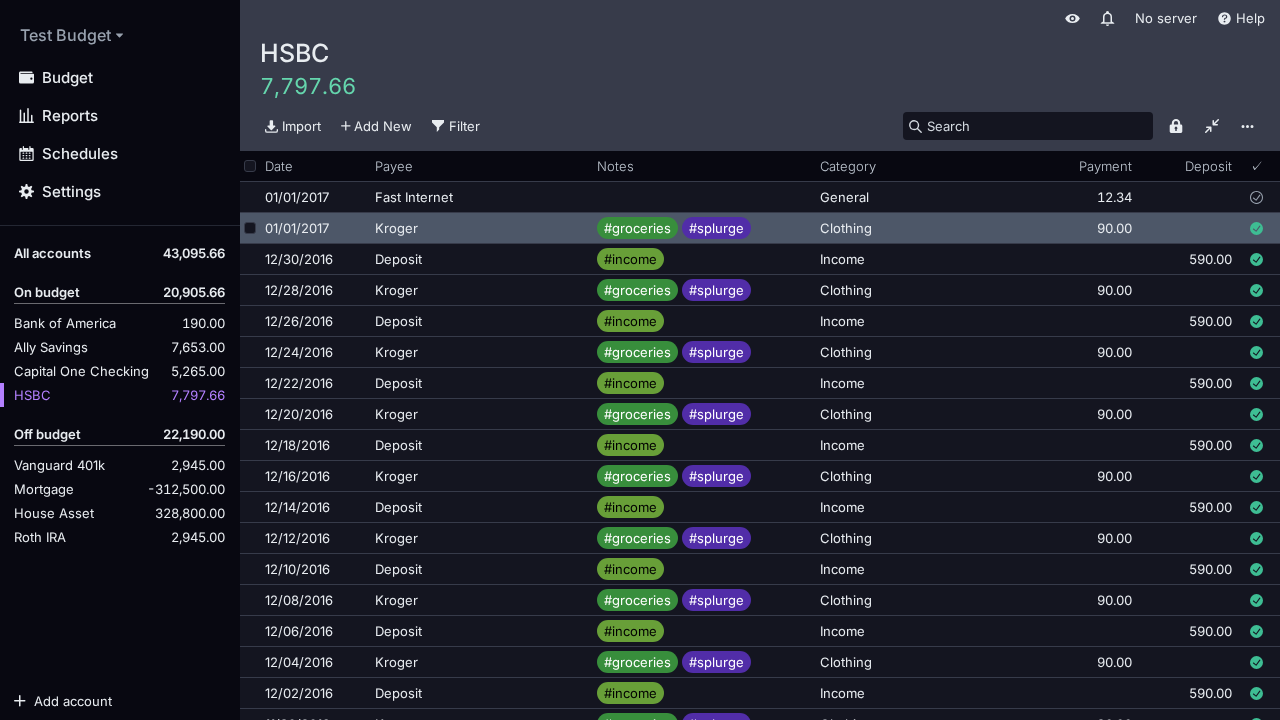 Test Budget
Budget
Reports
Schedules
Settings
All accounts 43,095.66
On budget 20,905.66
Bank of America 190.00
Ally Savings 7,653.00
Capital One Checking 5,265.00
HSBC 7,797.66
Off budget 22,190.00
Vanguard 401k 2,945.00
Mortgage -312,500.00
House Asset 328,800.00
Roth IRA 2,945.00
Add account
No server Help
HSBC
7,797.66
Import Add New Filter Search
Date Payee Notes Category Payment Deposit ✓
01/01/2017 Fast Internet General 12.34
01/01/2017 Kroger #groceries #splurge Clothing 90.00
12/30/2016 Deposit #income Income 590.00
12/28/2016 Kroger #groceries #splurge Clothing 90.00
12/26/2016 Deposit #income Income 590.00
12/24/2016 Kroger #groceries #splurge Clothing 90.00
12/22/2016 Deposit #income Income 590.00
12/20/2016 Kroger #groceries #splurge Clothing 90.00
12/18/2016 Deposit #income Income 590.00
12/16/2016 Kroger #groceries #splurge Clothing 90.00
12/14/2016 Deposit #income Income 590.00
12/12/2016 Kroger #groceries #splurge Clothing 90.00
12/10/2016 Deposit #income Income 590.00
12/08/2016 Kroger #groceries #splurge Clothing 90.00
12/06/2016 Deposit #income Income 590.00
12/04/2016 Kroger #groceries #splurge Clothing 90.00
12/02/2016 Deposit #income Income 590.00